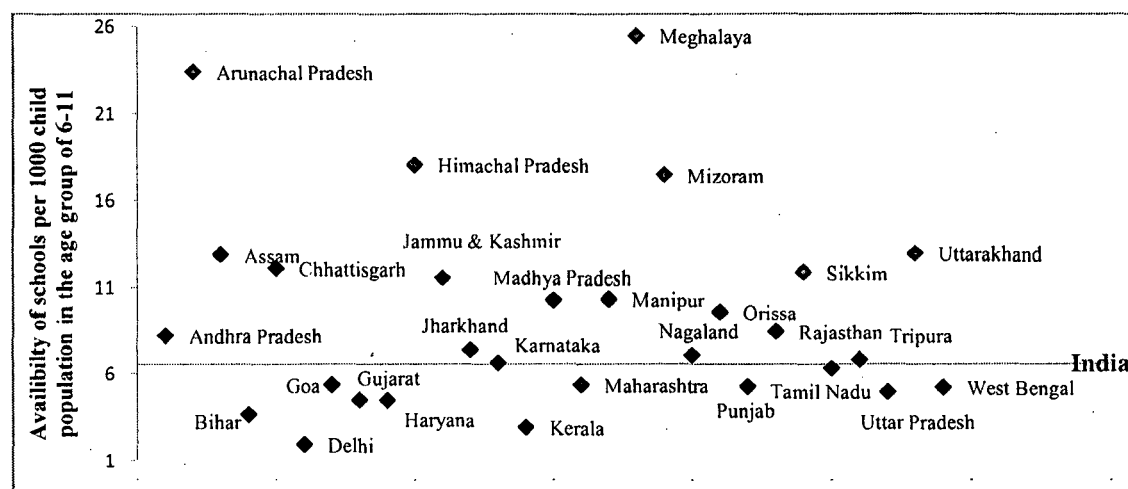 Availibilty of schools per 1000 child
population in the age group of 6-11
26
21
16
11
6
1
Meghalaya
Arunachal Pradesh
Himachal Pradesh
Mizoram
Jammu & Kashmir
Assam
Chhattisgarh
Uttarakhand
Sikkim
Madhya Pradesh
Manipur
Orissa
Andhra Pradesh
Jharkhand
Karnataka
Nagaland
Rajasthan
Tripura
India
Goa
Gujarat
Maharashtra
Punjab
Tamil Nadu
West Bengal
Bihar
Haryana
Kerala
Uttar Pradesh
Delhi